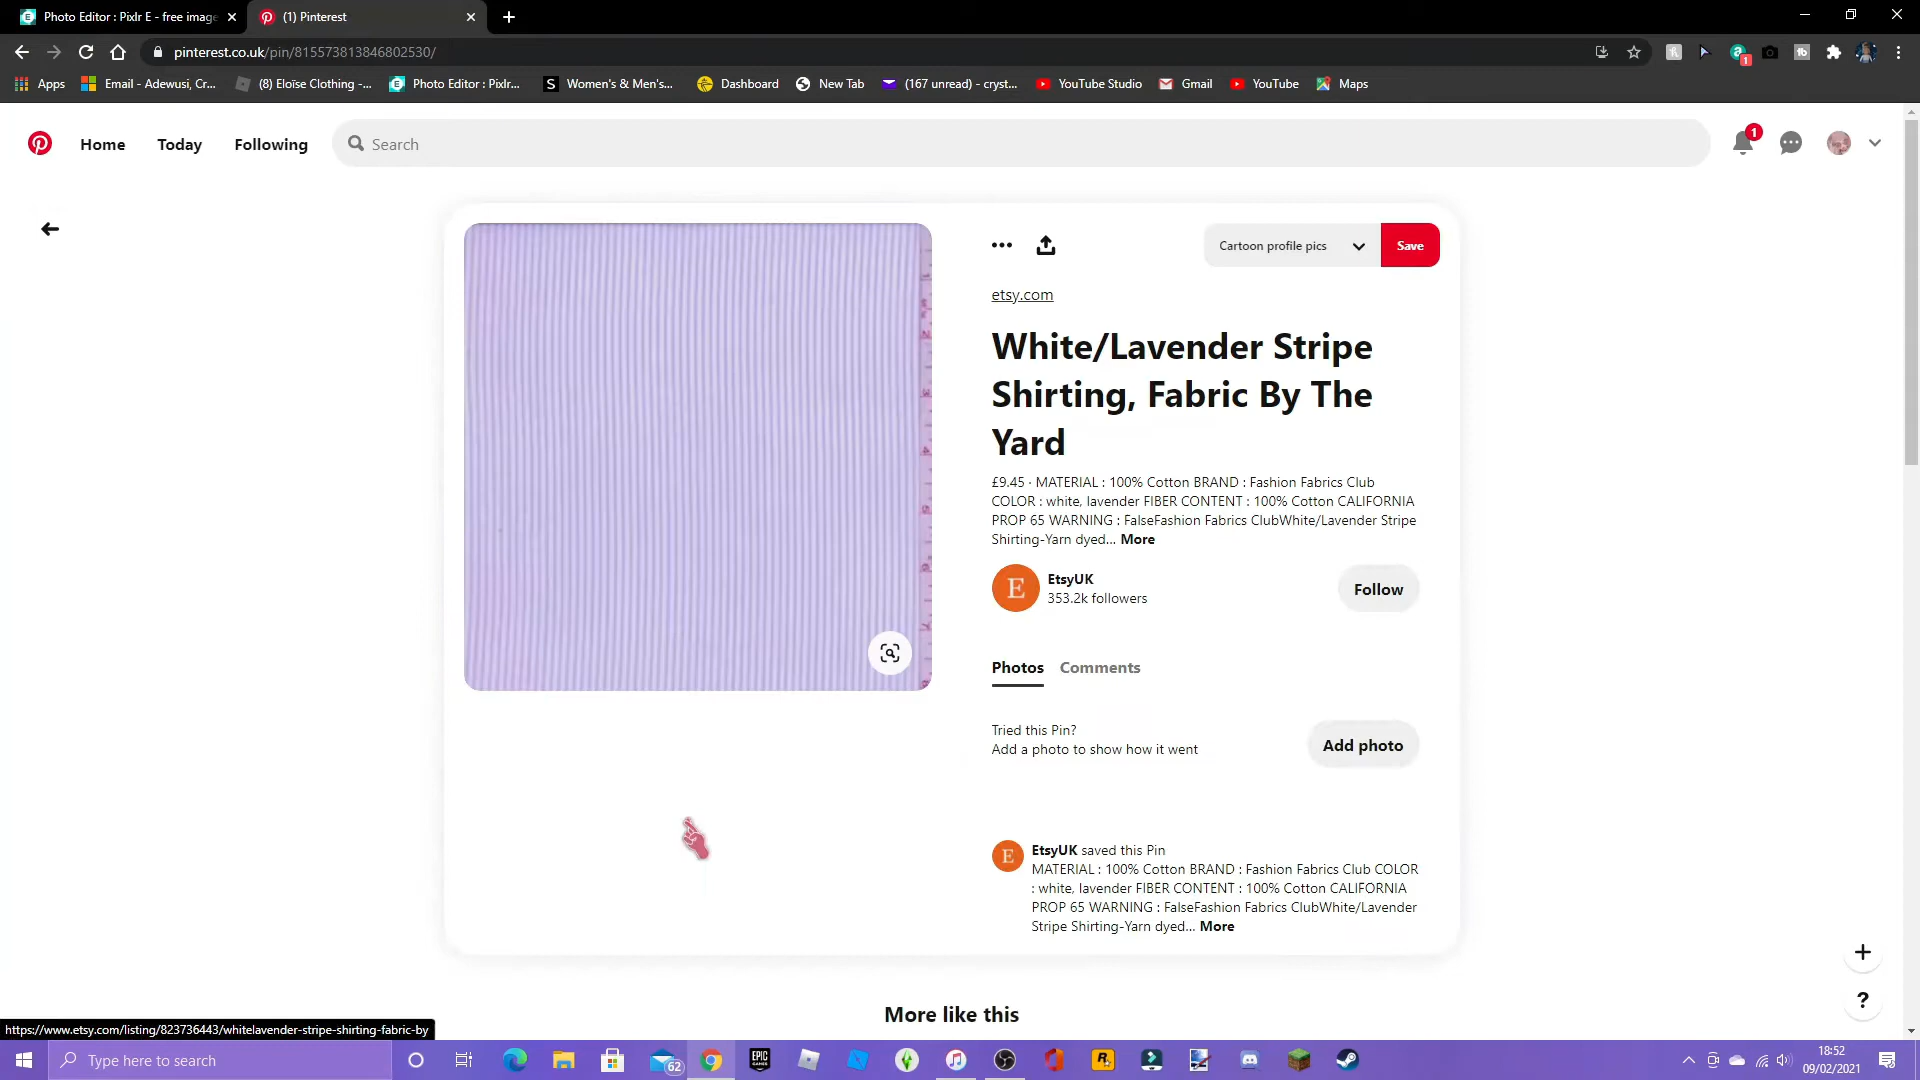 Photo Editor : Pixlr E - free image
(1) Pinterest
pinterest.co.uk/pin/815573813846802530/
Apps
Email - Adewusi, Cr...
(8) Eloïse Clothing -...
Photo Editor : Pixlr...
Women's & Men's...
Dashboard
New Tab
(167 unread) - cryst...
YouTube Studio
Gmail
YouTube
Maps
Home
Today
Following
Search
1
Cartoon profile pics
Save
etsy.com
White/Lavender Stripe
Shirting, Fabric By The
Yard
£9.45 · MATERIAL : 100% Cotton BRAND : Fashion Fabrics Club
COLOR : white, lavender FIBER CONTENT : 100% Cotton CALIFORNIA
PROP 65 WARNING : FalseFashion Fabrics ClubWhite/Lavender Stripe
Shirting-Yarn dyed... More
E
EtsyUK
353.2k followers
Follow
Photos
Comments
Tried this Pin?
Add a photo to show how it went
Add photo
E
EtsyUK saved this Pin
MATERIAL : 100% Cotton BRAND : Fashion Fabrics Club COLOR
: white, lavender FIBER CONTENT : 100% Cotton CALIFORNIA
PROP 65 WARNING : FalseFashion Fabrics ClubWhite/Lavender
Stripe Shirting-Yarn dyed... More
More like this
https://www.etsy.com/listing/823736443/whitelavender-stripe-shirting-fabric-by
Type here to search
62
EPIC GAMES
18:52
09/02/2021